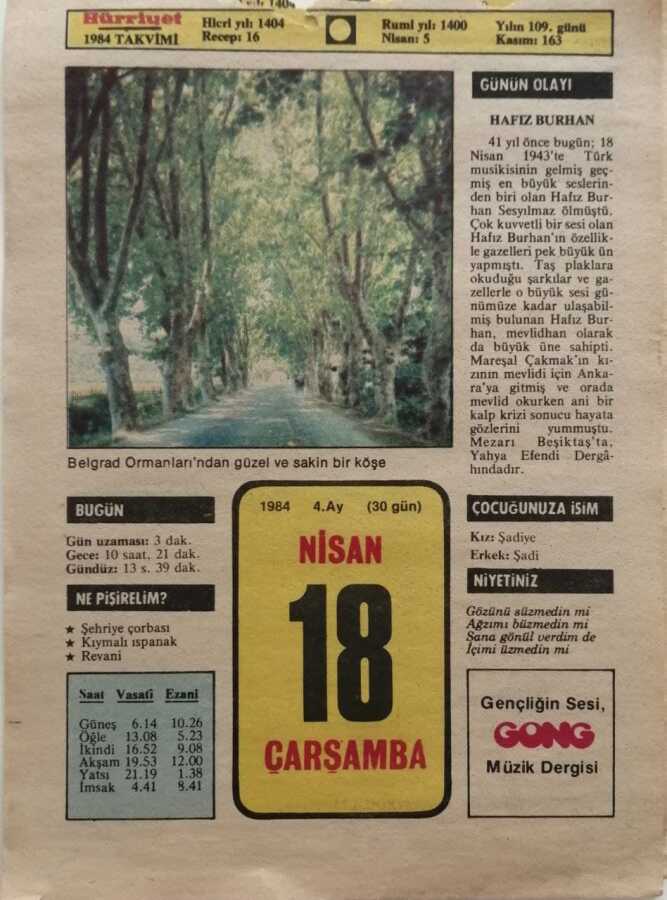 Hürriyet
1984 TAKVİMİ
Hicri yılı: 1404
Recep: 16
Rumî yılı: 1400
Nisan: 5
Yılın 109. günü
Kasım: 163
GÜNÜN OLAYI
HAFIZ BURHAN
41 yıl önce bugün; 18
Nisan 1943'te Türk
musikisinin gelmiş geç-
miş en büyük seslerin-
den biri olan Hafız Bur-
han Sesyılmaz ölmüştü.
Çok kuvvetli bir sesi olan
Hafız Burhan'ın özellik-
le gazelleri pek büyük ün
yapmıştı. Taş plaklara
okuduğu şarkılar ve ga-
zellerle o büyük sesi gü-
nümüze kadar ulaşabil-
miş bulunan Hafız Bur-
han, mevlidhan olarak
da büyük üne sahipti.
Mareşal Çakmak'ın kı-
zının mevlidi için Anka-
ra'ya gitmiş ve orada
mevlid okurken ani bir
kalp krizi sonucu hayata
gözlerini yummuştu.
Mezarı Beşiktaş'ta,
Yahya Efendi Dergâ-
hındadır.
Belgrad Ormanları'ndan güzel ve sakin bir köşe
BUGÜN
Gün uzaması: 3 dak.
Gece: 10 saat, 21 dak.
Gündüz: 13 s. 39 dak.
NE PİŞİRELİM?
★ Şehriye çorbası
★ Kıymalı ıspanak
★ Revani
Saat Vasatî Ezanî
Güneş 6.14 10.26
Öğle 13.08 5.23
İkindi 16.52 9.08
Akşam 19.53 12.00
Yatsı 21.19 1.38
İmsak 4.41 8.41
1984 4.Ay (30 gün)
NİSAN
18
ÇARŞAMBA
ÇOCUĞUNUZA İSİM
Kız: Şadiye
Erkek: Şadi
NİYETİNİZ
Gözünü süzmedin mi
Ağzımı büzmedin mi
Sana gönül verdim de
İçimi üzmedin mi
Gençliğin Sesi,
GONG
Müzik Dergisi